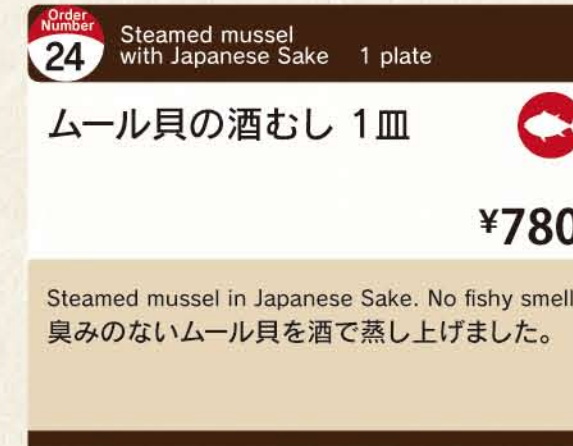 Order
Number
24
Steamed mussel
with Japanese Sake 1 plate
ムール貝の酒むし 1皿
¥780
Steamed mussel in Japanese Sake. No fishy smell
臭みのないムール貝を酒で蒸し上げました。